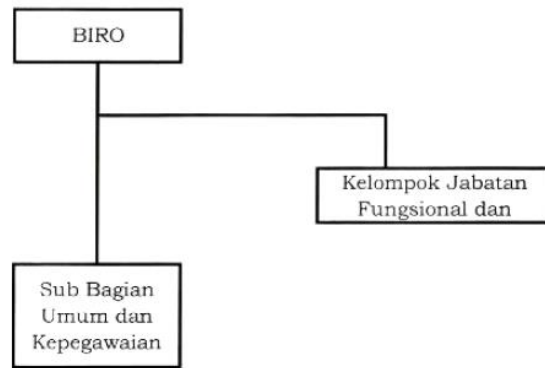 BIRO
Kelompok Jabatan
Fungsional dan
Sub Bagian
Umum dan
Kepegawaian